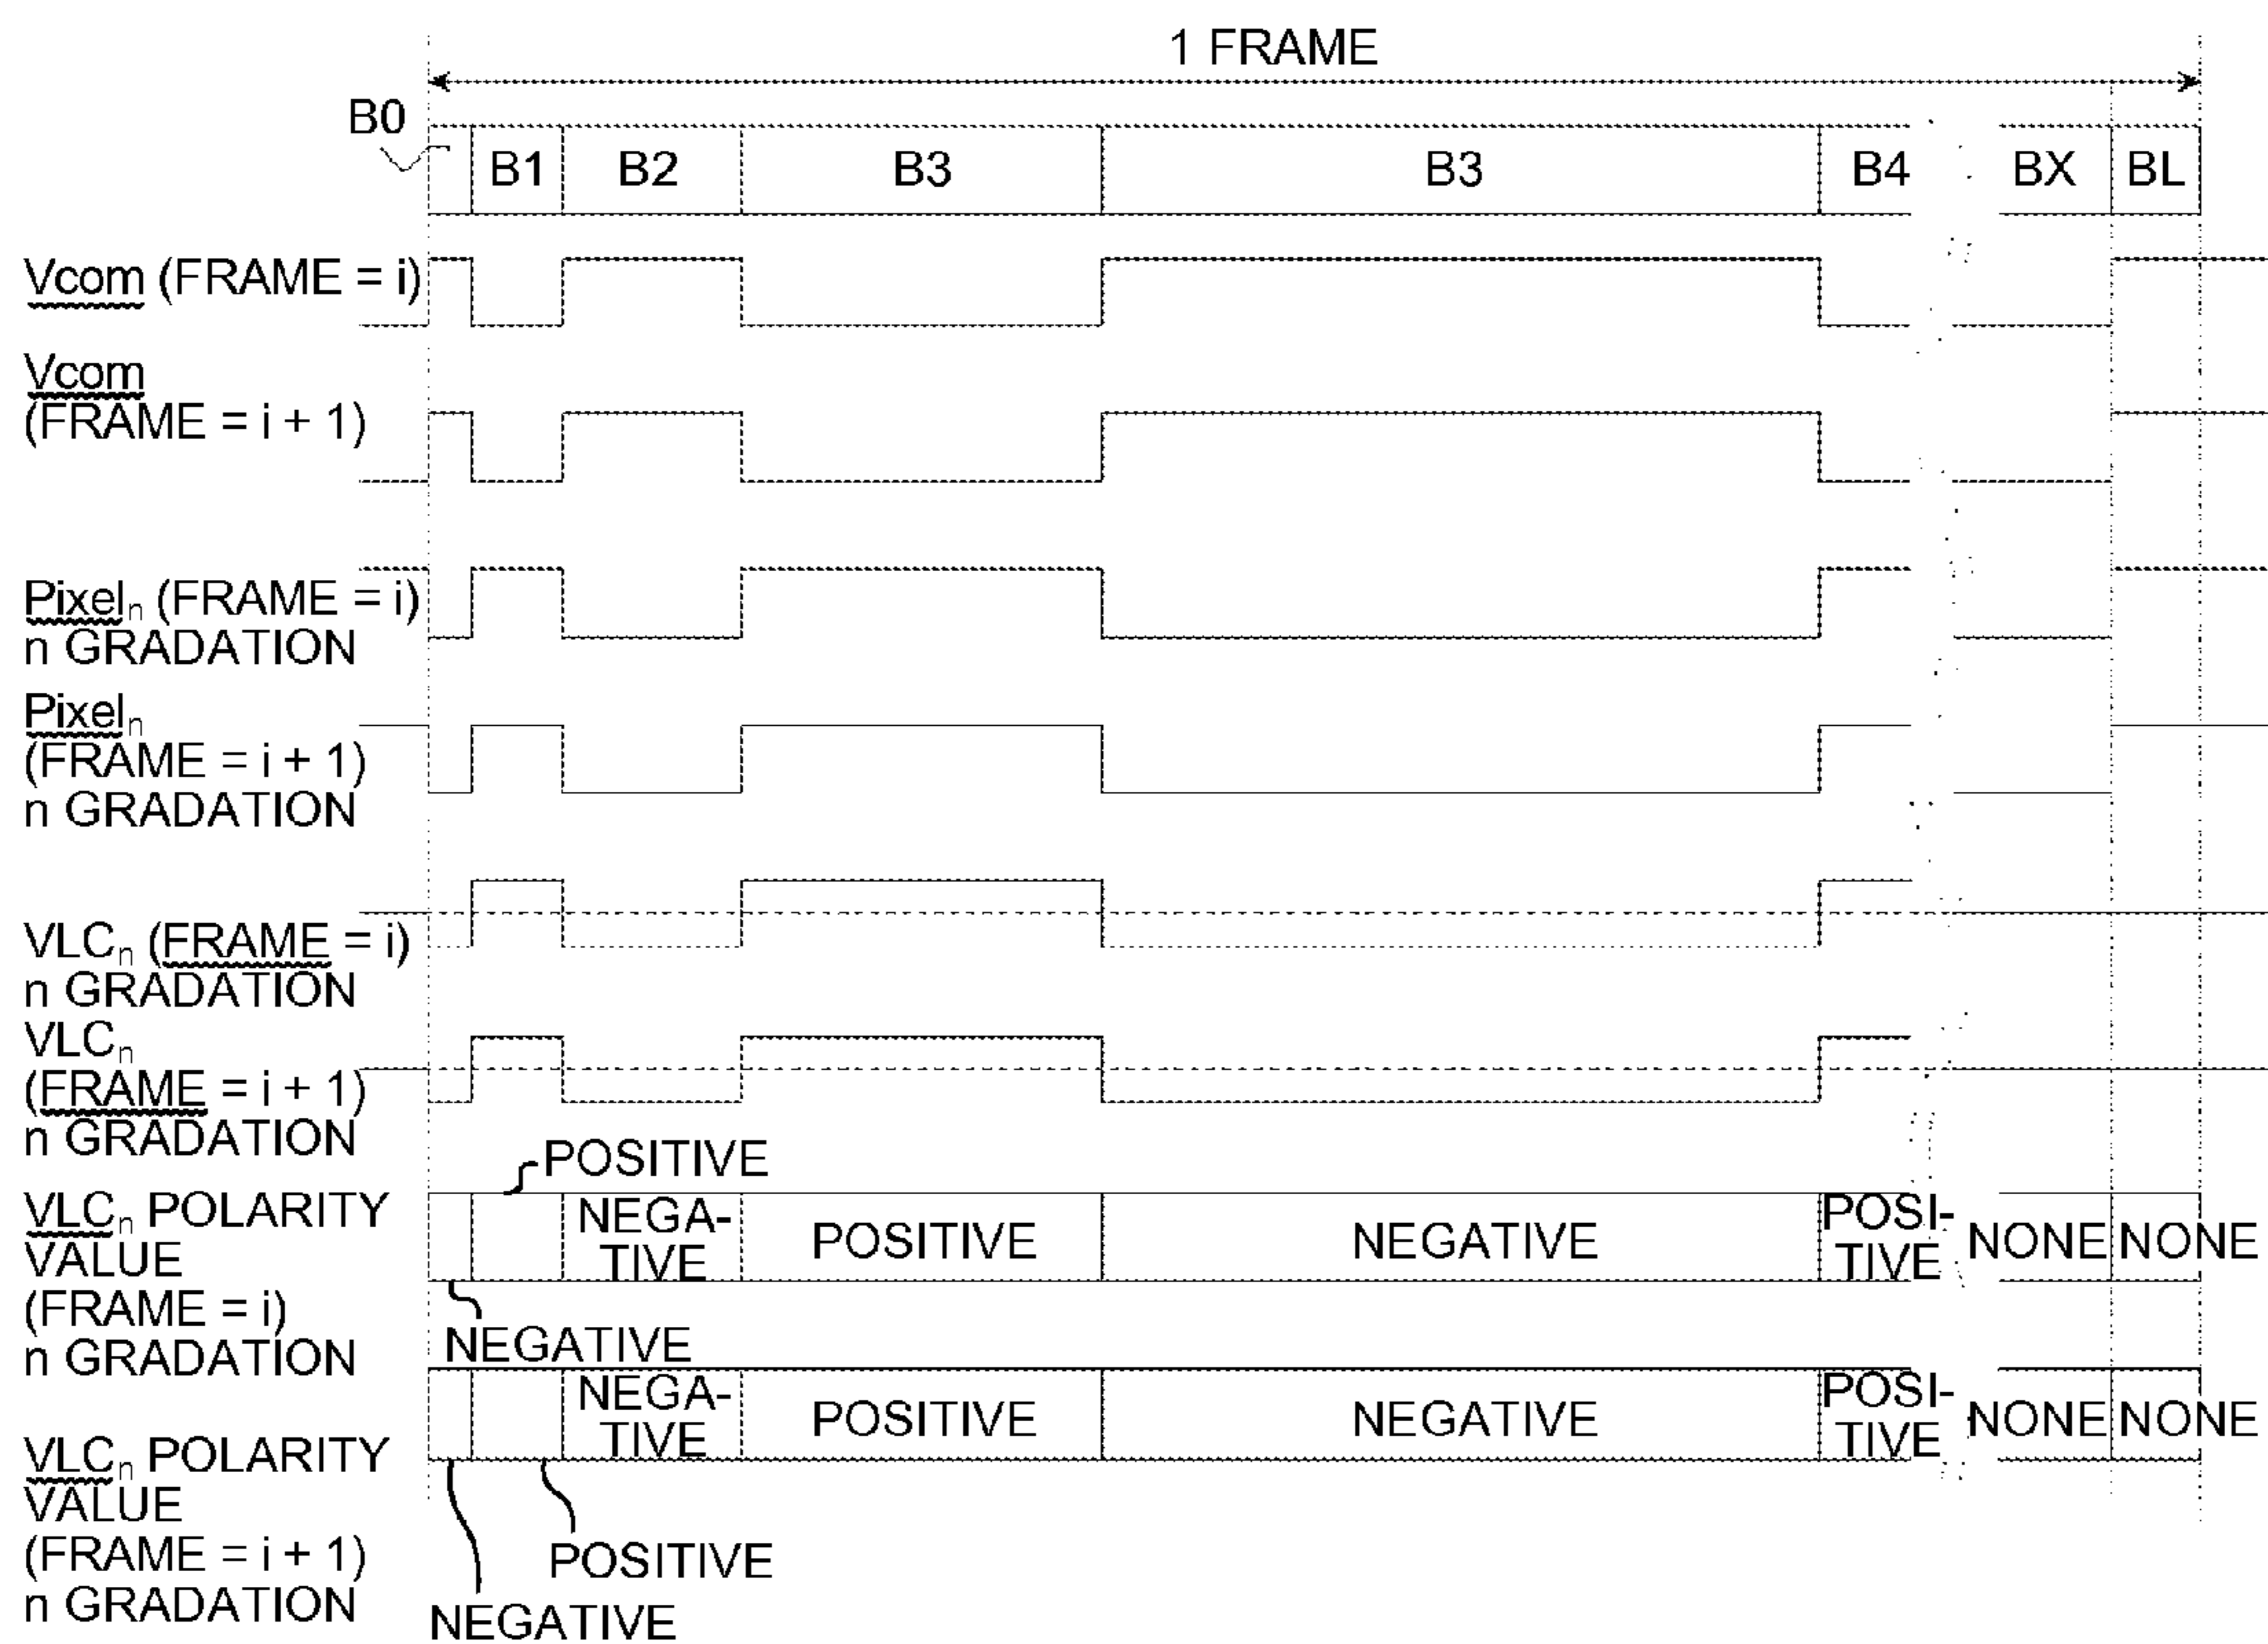 1 FRAME
B0
B1 B2 B3 B3 B4 BX BL
Vcom (FRAME = i)
Vcom
(FRAME = i + 1)
Pixeln (FRAME = i)
n GRADATION
Pixeln
(FRAME = i + 1)
n GRADATION
VLCn (FRAME = i)
n GRADATION
VLCn
(FRAME = i + 1)
n GRADATION
POSITIVE
VLCn POLARITY
VALUE
(FRAME = i)
n GRADATION
NEGA-
TIVE
POSITIVE
NEGATIVE
POSI-
TIVE
NONE
NONE
NEGATIVE
VLCn POLARITY
VALUE
(FRAME = i + 1)
n GRADATION
NEGA-
TIVE
POSITIVE
NEGATIVE
POSI-
TIVE
NONE
NONE
POSITIVE
NEGATIVE